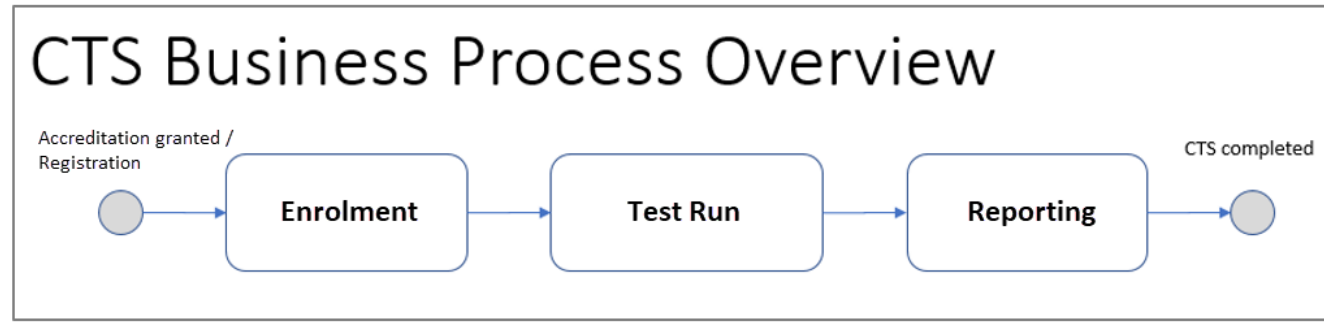 CTS Business Process Overview
Accreditation granted /
Registration
CTS completed
Enrolment
Test Run
Reporting